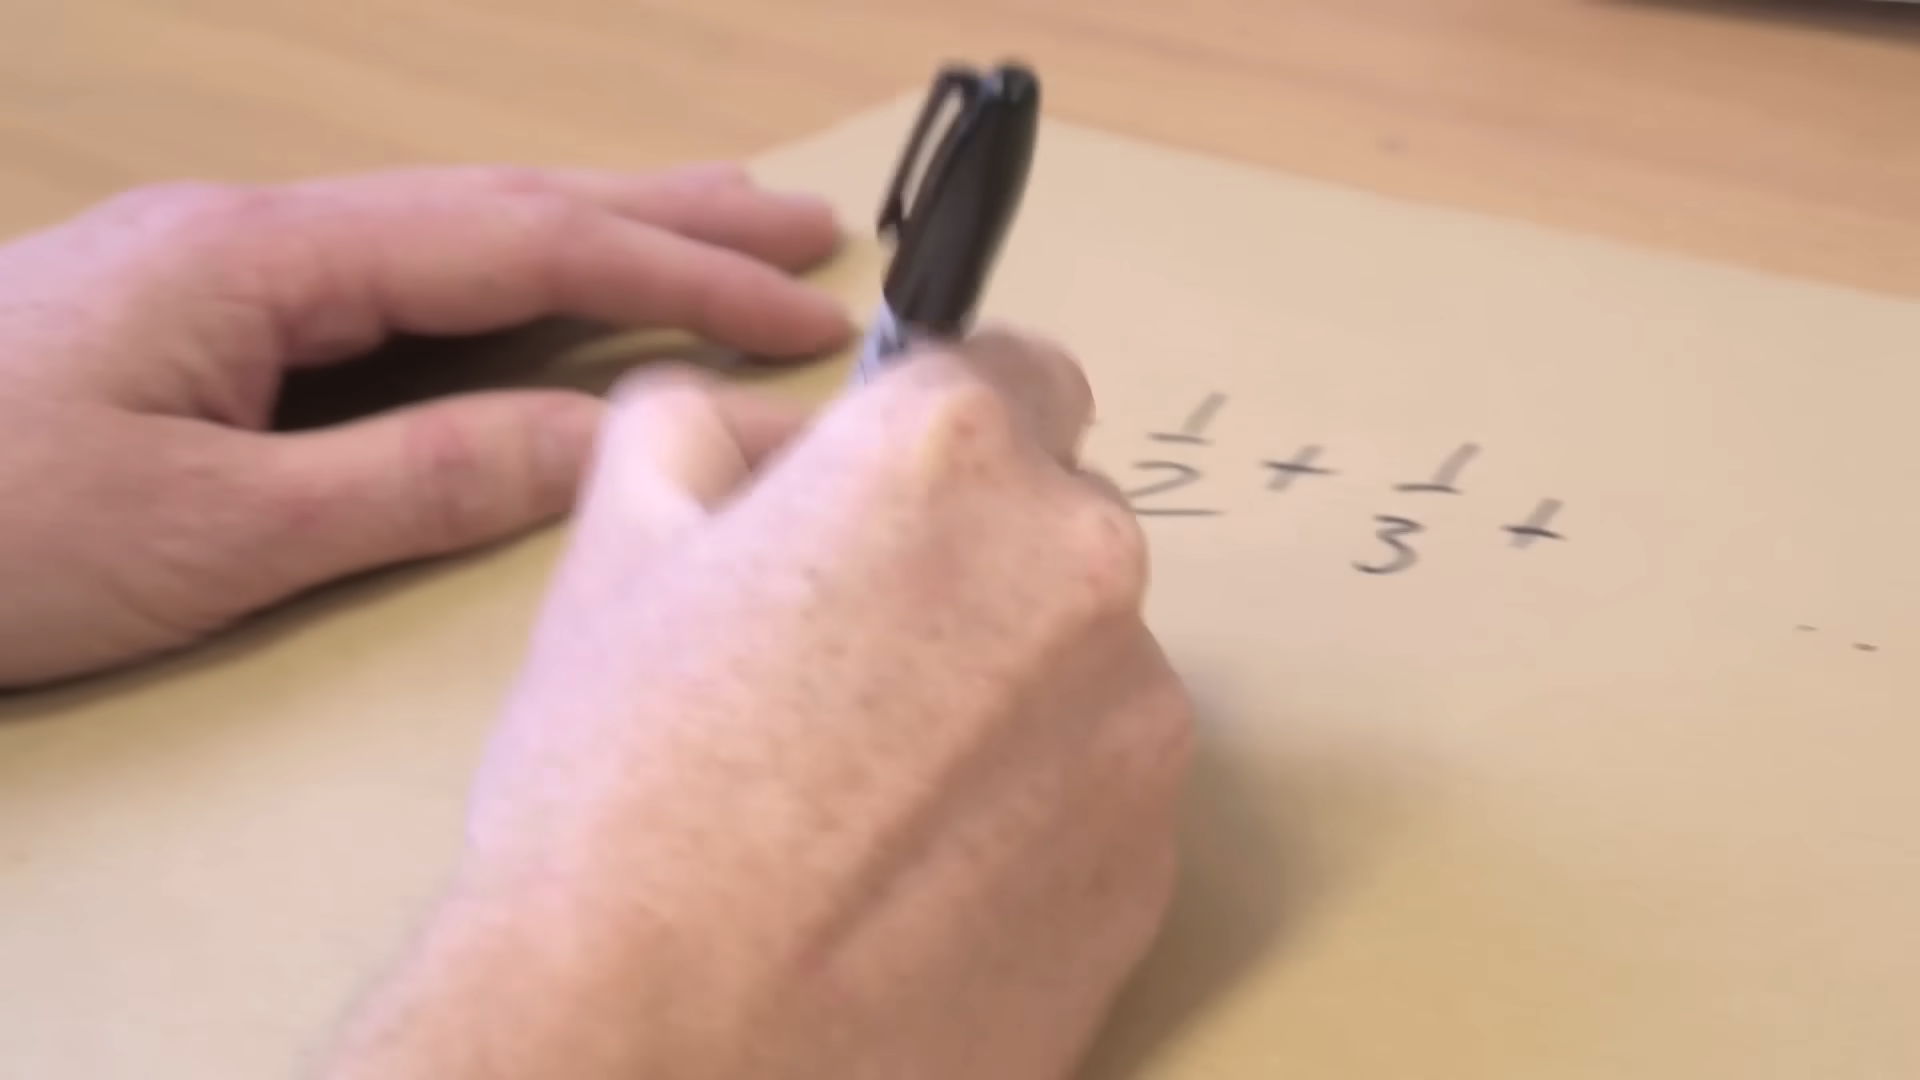 1/2 + 1/3 + ...